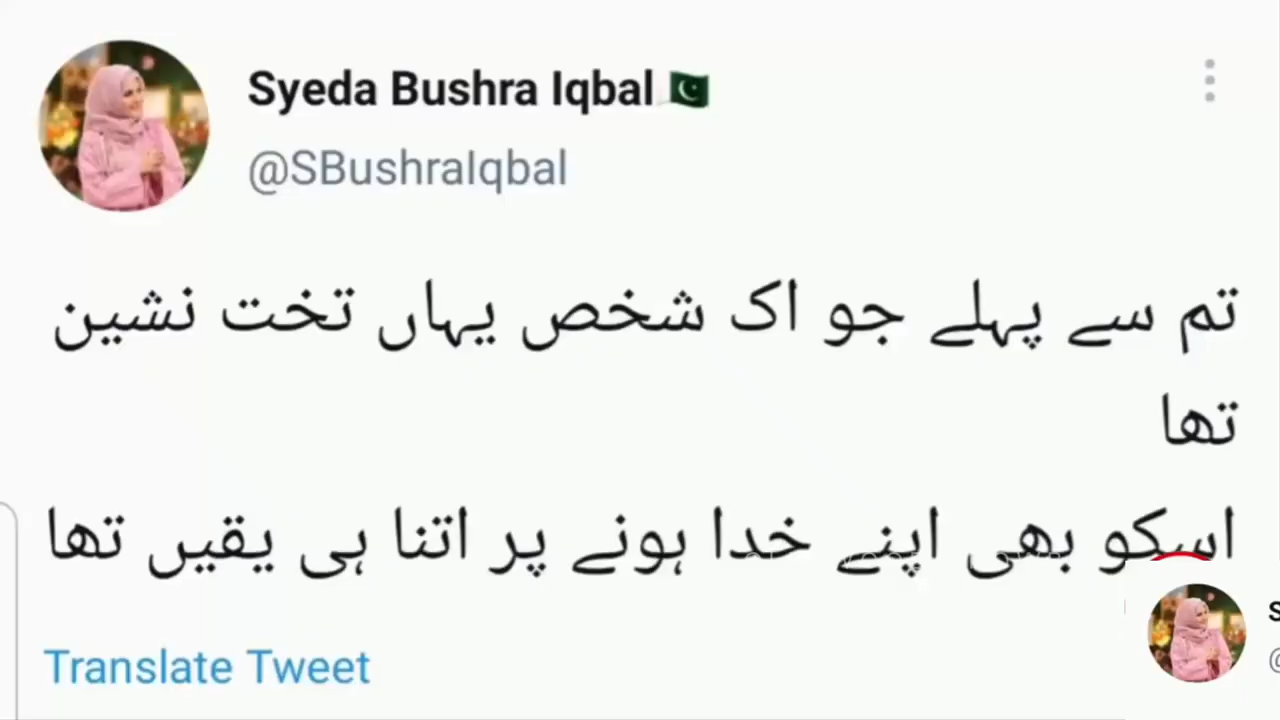 Syeda Bushra Iqbal🇵🇰
@SBushraIqbal
تم سے پہلے جو اک شخص یہاں تخت نشین
تھا
اسکو بھی اپنے خدا ہونے پر اتنا ہی یقیں تھا
Translate Tweet
S
@